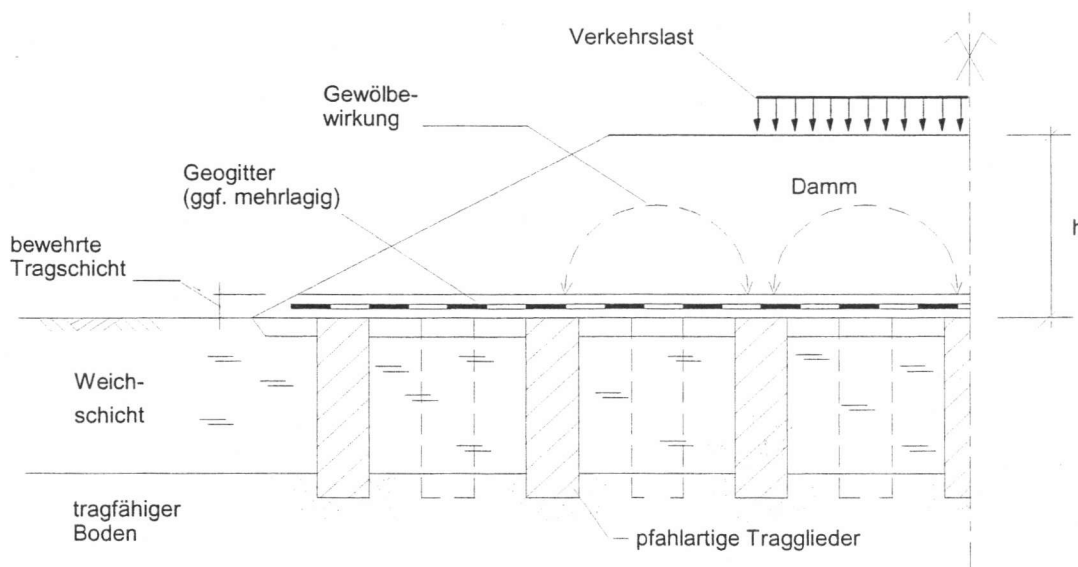 Verkehrslast
Gewölbe-
wirkung
Geogitter
(ggf. mehrlagig)
Damm
bewehrte
Tragschicht
h
Weich-
schicht
tragfähiger
Boden
pfahlartige Tragglieder